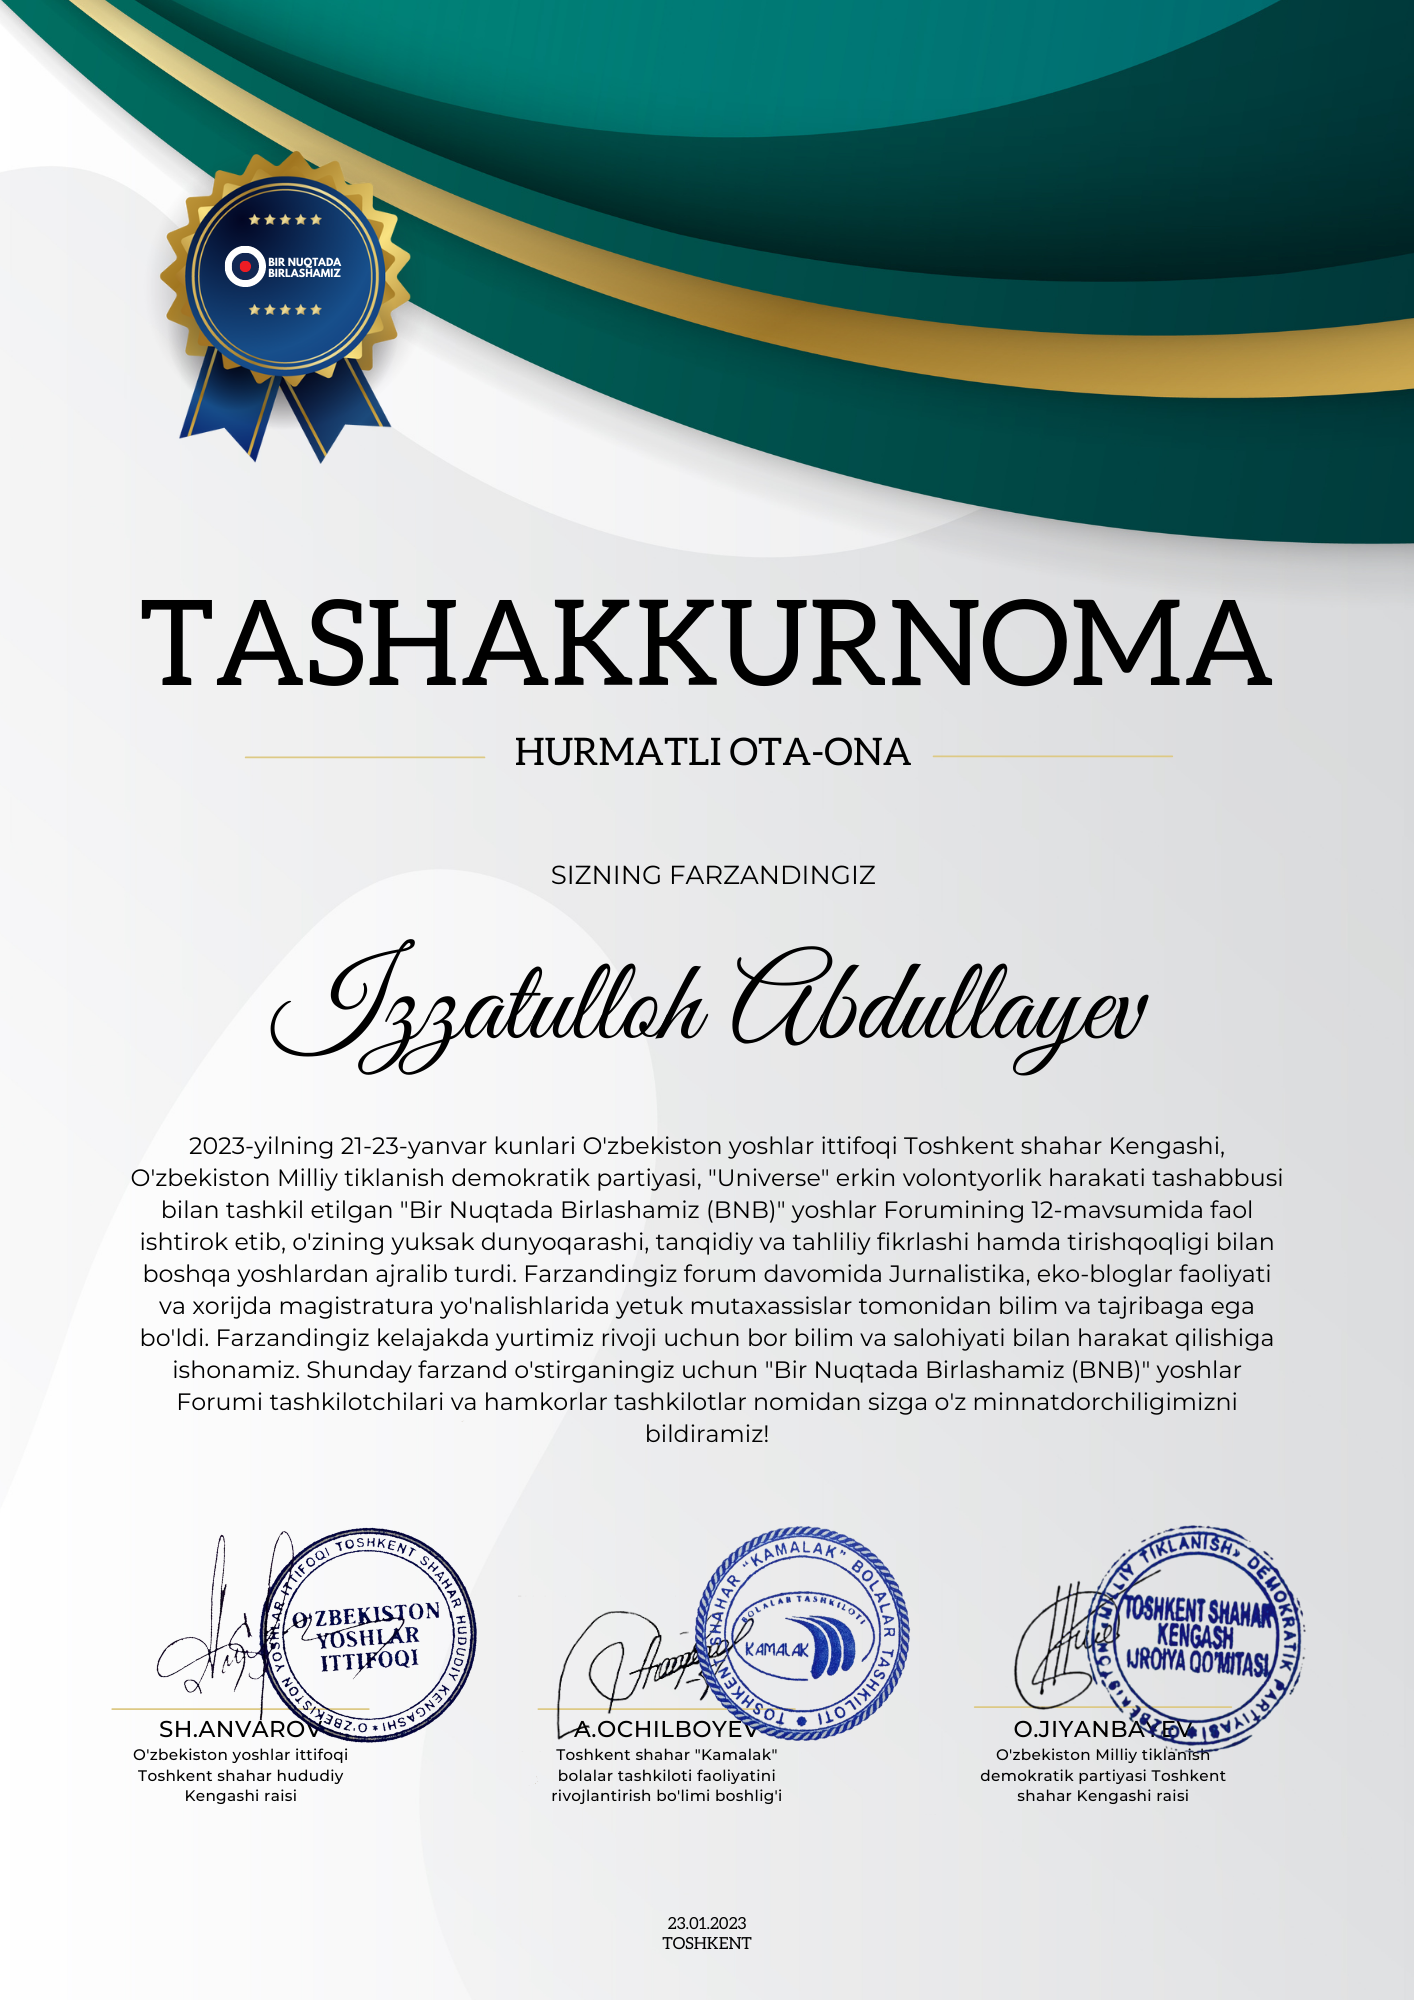 BIR NUQTADA
BIRLASHAMIZ
TASHAKKURNOMA
HURMATLI OTA-ONA
SIZNING FARZANDINGIZ
Izzatulloh Abdullayev
2023-yilning 21-23-yanvar kunlari O'zbekiston yoshlar ittifoqi Toshkent shahar Kengashi,
O'zbekiston Milliy tiklanish demokratik partiyasi, "Universe" erkin volontyorlik harakati tashabbusi
bilan tashkil etilgan "Bir Nuqtada Birlashamiz (BNB)" yoshlar Forumining 12-mavsumida faol
ishtirok etib, o'zining yuksak dunyoqarashi, tanqidiy va tahliliy fikrlashi hamda tirishqoqligi bilan
boshqa yoshlardan ajralib turdi. Farzandingiz forum davomida Jurnalistika, eko-bloglar faoliyati
va xorijda magistratura yo'nalishlarida yetuk mutaxassislar tomonidan bilim va tajribaga ega
bo'ldi. Farzandingiz kelajakda yurtimiz rivoji uchun bor bilim va salohiyati bilan harakat qilishiga
ishonamiz. Shunday farzand o'stirganingiz uchun "Bir Nuqtada Birlashamiz (BNB)" yoshlar
Forumi tashkilotchilari va hamkorlar tashkilotlar nomidan sizga o'z minnatdorchiligimizni
bildiramiz!
O'ZBEKISTON YOSHLAR ITTIFOQI TOSHKENT SHAHAR HUDUDIY KENGASHI
O'ZBEKISTON
YOSHLAR
ITTIFOQI
SH.ANVAROV
O'zbekiston yoshlar ittifoqi
Toshkent shahar hududiy
Kengashi raisi
TOSHKENT SHAHAR "KAMALAK" BOLALAR TASHKILOTI
BOLALAR TASHKILOTI
KAMALAK
A.OCHILBOYEV
Toshkent shahar "Kamalak"
bolalar tashkiloti faoliyatini
rivojlantirish bo'limi boshlig'i
MILLIY TIKLANISH» DEMOKRATIK PARTIYASI
TOSHKENT SHAHAR
KENGASH
IJROIYA QO'MITASI
O.JIYANBAYEV
O'zbekiston Milliy tiklanish
demokratik partiyasi Toshkent
shahar Kengashi raisi
23.01.2023
TOSHKENT